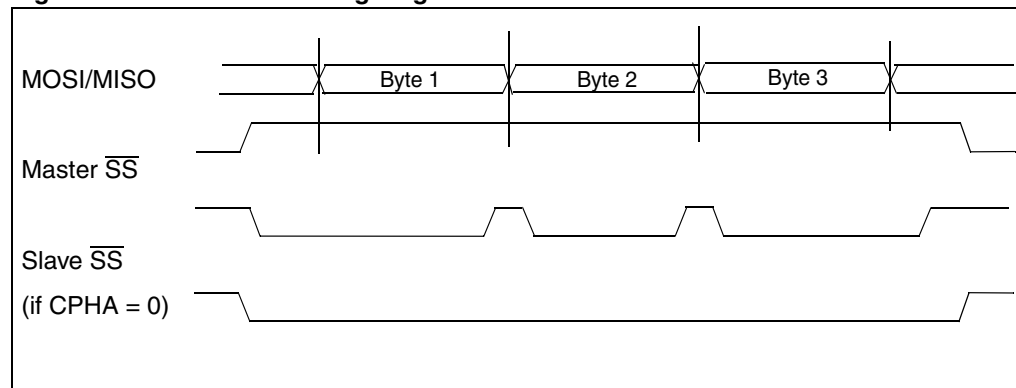 MOSI/MISO
Byte 1
Byte 2
Byte 3
Master SS
Slave SS
(if CPHA = 0)